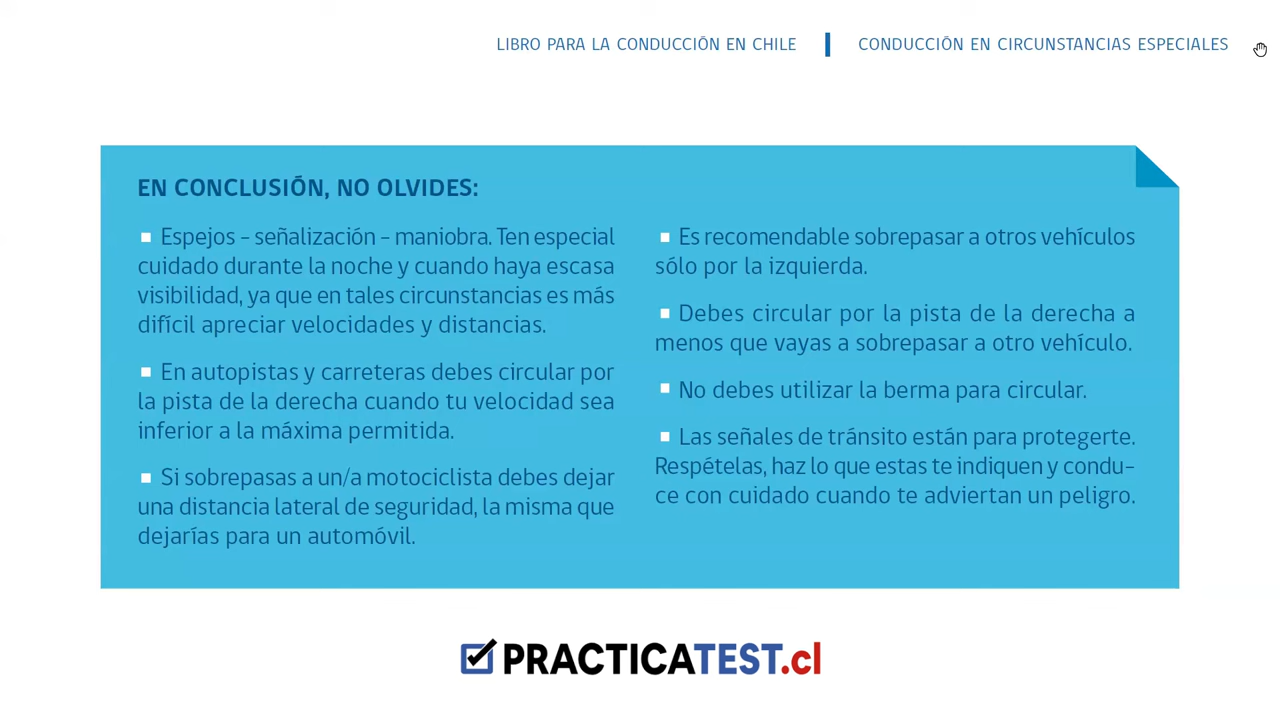 LIBRO PARA LA CONDUCCIÓN EN CHILE
CONDUCCIÓN EN CIRCUNSTANCIAS ESPECIALES
EN CONCLUSIÓN, NO OLVIDES:
Espejos - señalización - maniobra. Ten especial
cuidado durante la noche y cuando haya escasa
visibilidad, ya que en tales circunstancias es más
difícil apreciar velocidades y distancias.
En autopistas y carreteras debes circular por
la pista de la derecha cuando tu velocidad sea
inferior a la máxima permitida.
Si sobrepasas a un/a motociclista debes dejar
una distancia lateral de seguridad, la misma que
dejarías para un automóvil.
Es recomendable sobrepasar a otros vehículos
sólo por la izquierda.
Debes circular por la pista de la derecha a
menos que vayas a sobrepasar a otro vehículo.
No debes utilizar la berma para circular.
Las señales de tránsito están para protegerte.
Respételas, haz lo que estas te indiquen y condu-
ce con cuidado cuando te adviertan un peligro.
PRACTICATEST.cl